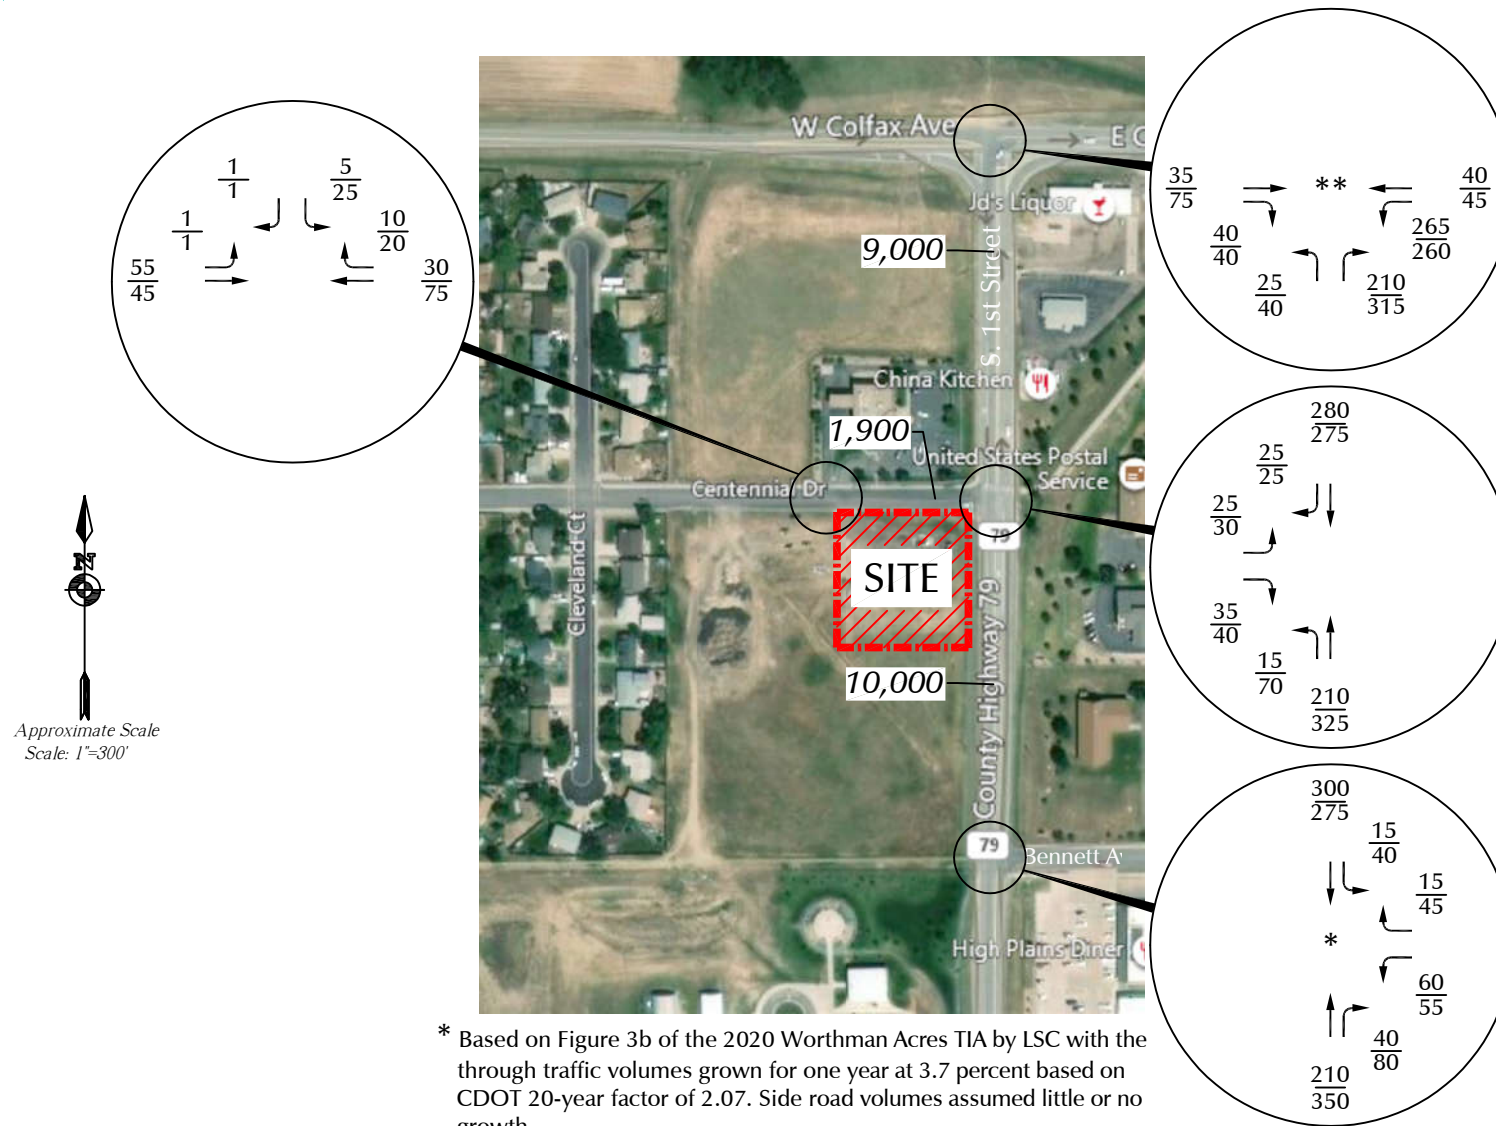 W Colfax Ave
E C
Jd's Liquor
9,000
S. 1st Street
China Kitchen
1,900
United States Postal
Service
Centennial Dr
79
Cleveland Ct
SITE
10,000
County Highway 79
79
Bennett A
High Plains Diner
1
1
5
25
1
1
10
20
55
45
30
75
35
75
**
40
45
40
40
265
260
25
40
210
315
280
275
25
25
25
30
35
40
15
70
210
325
300
275
15
40
15
45
*
60
55
40
80
210
350
N
Approximate Scale
Scale: 1"=300'
* Based on Figure 3b of the 2020 Worthman Acres TIA by LSC with the
through traffic volumes grown for one year at 3.7 percent based on
CDOT 20-year factor of 2.07. Side road volumes assumed little or no
growth